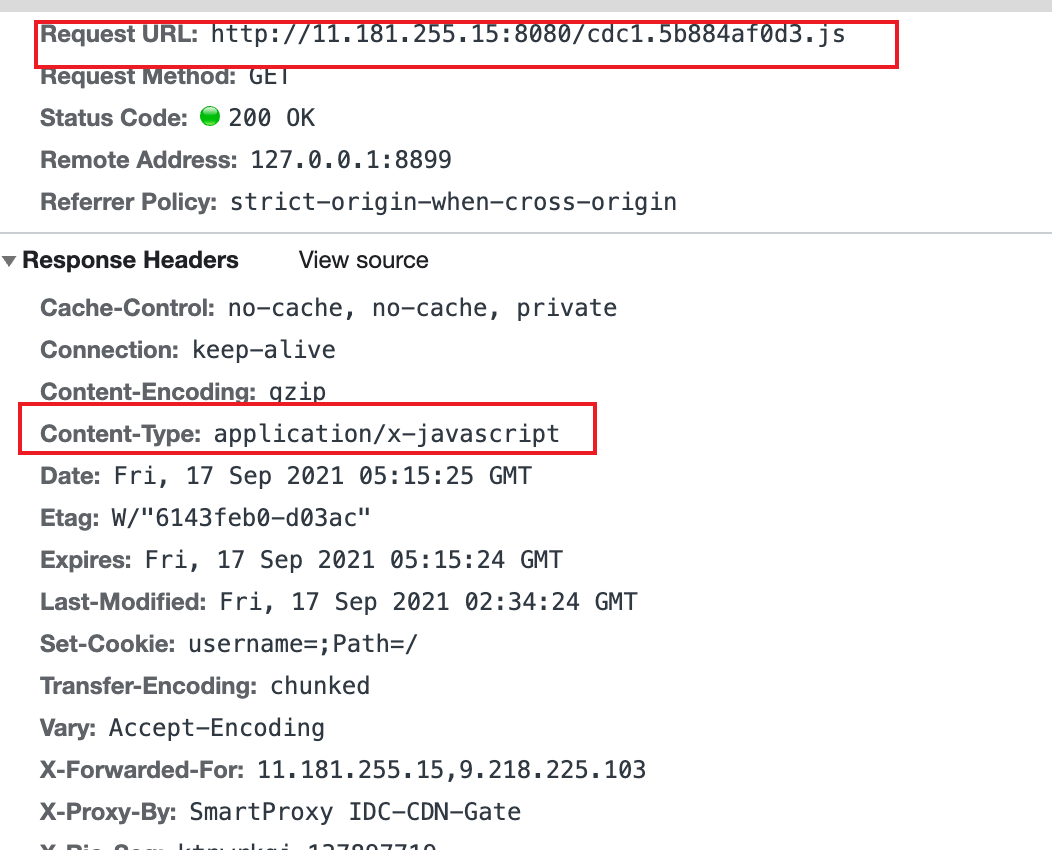 Request URL: http://11.181.255.15:8080/cdc1.5b884af0d3.js
Request Method: GET
Status Code: 200 OK
Remote Address: 127.0.0.1:8899
Referrer Policy: strict-origin-when-cross-origin
Response Headers View source
Cache-Control: no-cache, no-cache, private
Connection: keep-alive
Content-Encoding: gzip
Content-Type: application/x-javascript
Date: Fri, 17 Sep 2021 05:15:25 GMT
Etag: W/"6143feb0-d03ac"
Expires: Fri, 17 Sep 2021 05:15:24 GMT
Last-Modified: Fri, 17 Sep 2021 02:34:24 GMT
Set-Cookie: username=;Path=/
Transfer-Encoding: chunked
Vary: Accept-Encoding
X-Forwarded-For: 11.181.255.15,9.218.225.103
X-Proxy-By: SmartProxy IDC-CDN-Gate